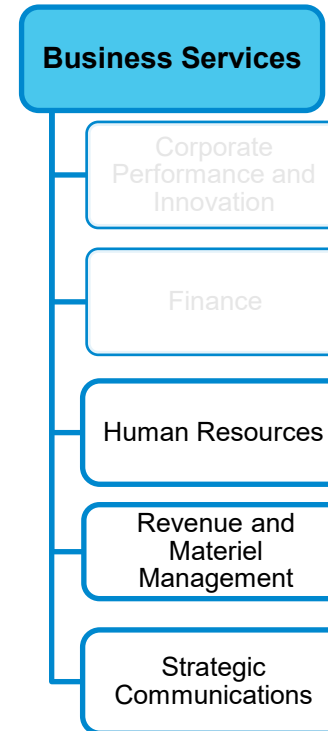 Business Services
Corporate
Performance and
Innovation
Finance
Human Resources
Revenue and
Materiel
Management
Strategic
Communications